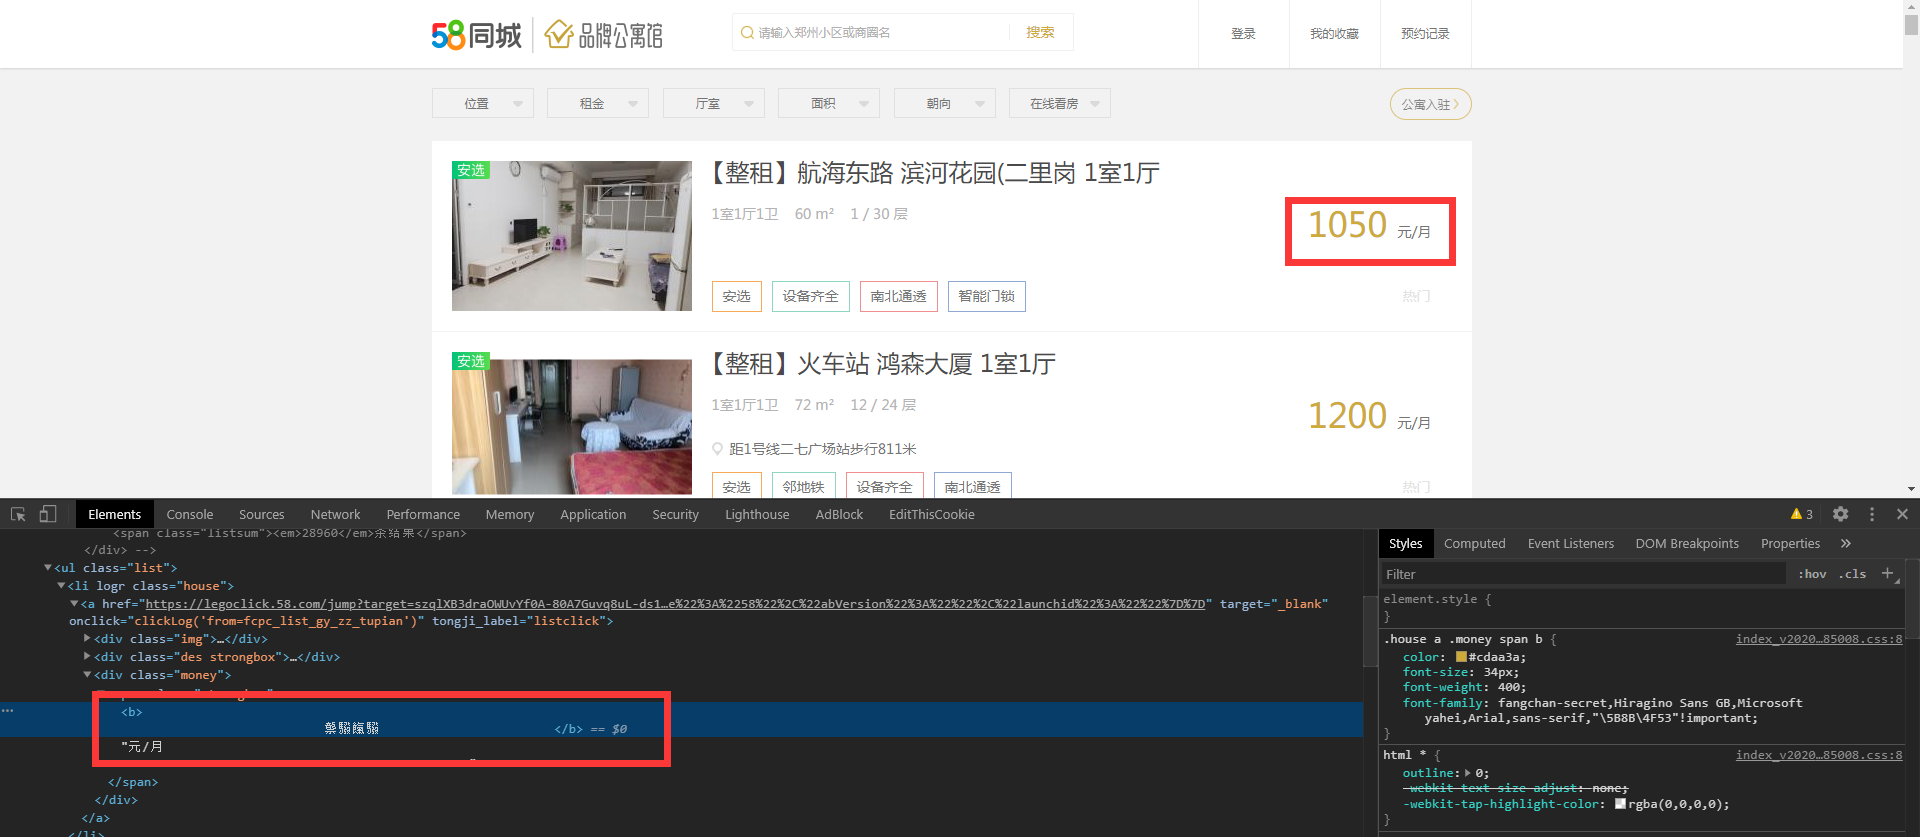 58同城 品牌公寓馆
请输入郑州小区或商圈名 搜索
登录 我的收藏 预约记录
位置 租金 厅室 面积 朝向 在线看房 公寓入驻
安选
【整租】航海东路 滨河花园(二里岗 1室1厅
1室1厅1卫 60 m² 1 / 30 层
1050 元/月
安选 设备齐全 南北通透 智能门锁
热门
安选
【整租】火车站 鸿森大厦 1室1厅
1室1厅1卫 72 m² 12 / 24 层
1200 元/月
距1号线二七广场站步行811米
安选 邻地铁 设备齐全 南北通透
热门
Elements Console Sources Network Performance Memory Application Security Lighthouse AdBlock EditThisCookie 3
<span class="listsum"><em>28960</em>条结果</span>
</div> -->
<ul class="list">
<li logr class="house">
<a href="https://legoclick.58.com/jump?target=szqlXB3draOWUvYf0A-80A7Guvq8uL-ds1…e%22%3A%2258%22%2C%22abVersion%22%3A%22%22%2C%22launchid%22%3A%22%22%7D%7D" target="_blank"
onclick="clickLog('from=fcpc_list_gy_zz_tupian')" tongji_label="listclick">
<div class="img">…</div>
<div class="des strongbox">…</div>
<div class="money">
<b>
</b> == $0
"元/月
"
</span>
</div>
</a>
</li>
Styles Computed Event Listeners DOM Breakpoints Properties »
Filter :hov .cls +
element.style {
}
.house a .money span b { index_v2020…85008.css:8
color: #cdaa3a;
font-size: 34px;
font-weight: 400;
font-family: fangchan-secret,Hiragino Sans GB,Microsoft
yahei,Arial,sans-serif,"\5B8B\4F53"!important;
}
html * { index_v2020…85008.css:8
outline: 0;
-webkit-text-size-adjust: none;
-webkit-tap-highlight-color: rgba(0,0,0,0);
}